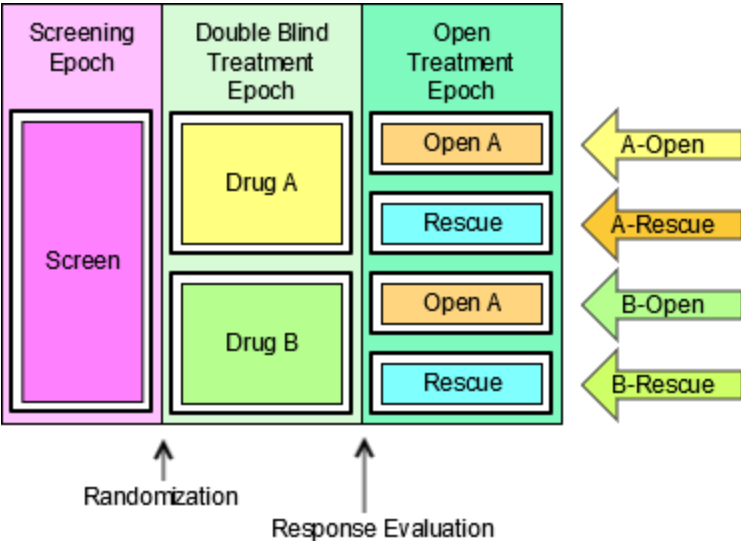 Screening
Epoch
Double Blind
Treatment
Epoch
Open
Treatment
Epoch
Screen
Drug A
Drug B
Open A
Rescue
Open A
Rescue
A-Open
A-Rescue
B-Open
B-Rescue
Randomization
Response Evaluation